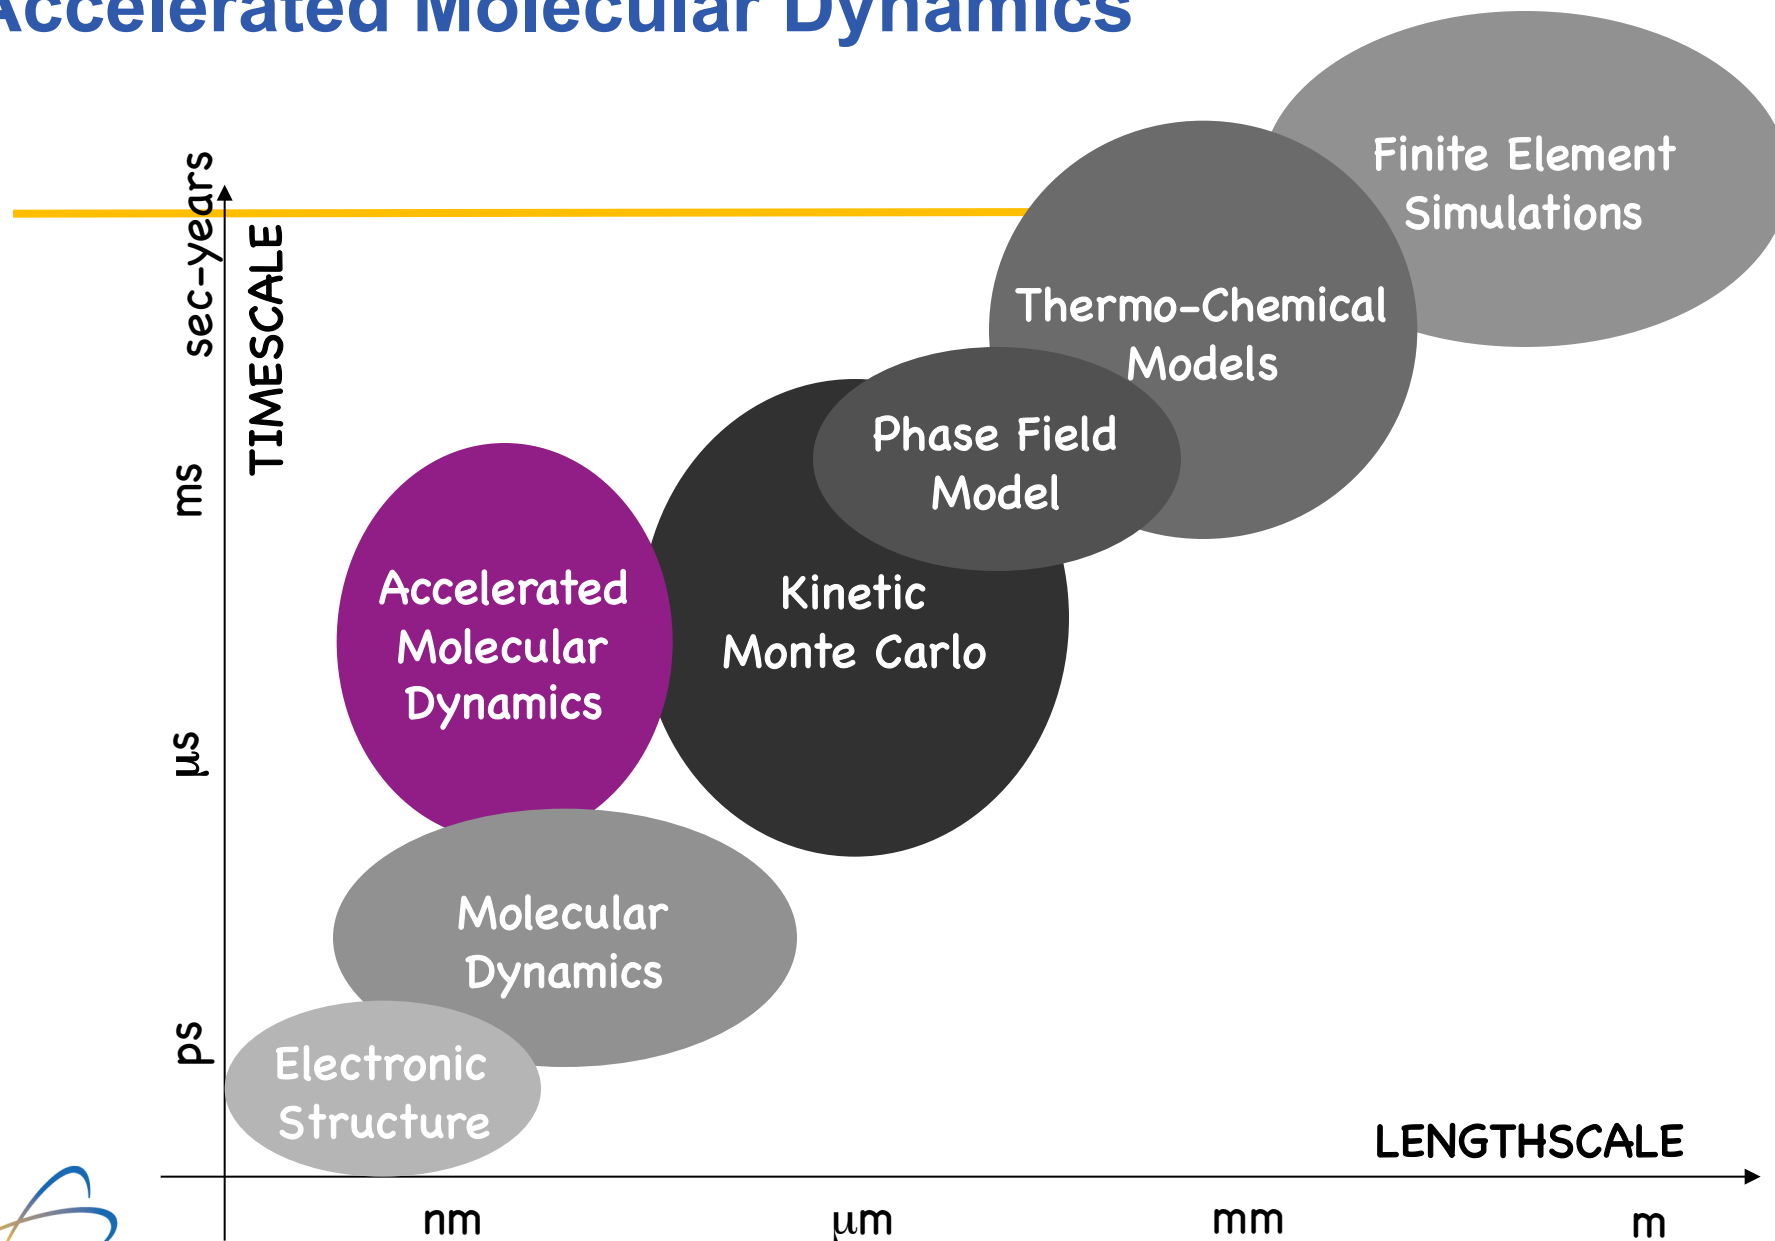 Accelerated Molecular Dynamics
sec-years
TIMESCALE
ms
µs
ps
Finite Element
Simulations
Thermo-Chemical
Models
Phase Field
Model
Accelerated
Molecular
Dynamics
Kinetic
Monte Carlo
Molecular
Dynamics
Electronic
Structure
LENGTHSCALE
nm
µm
mm
m